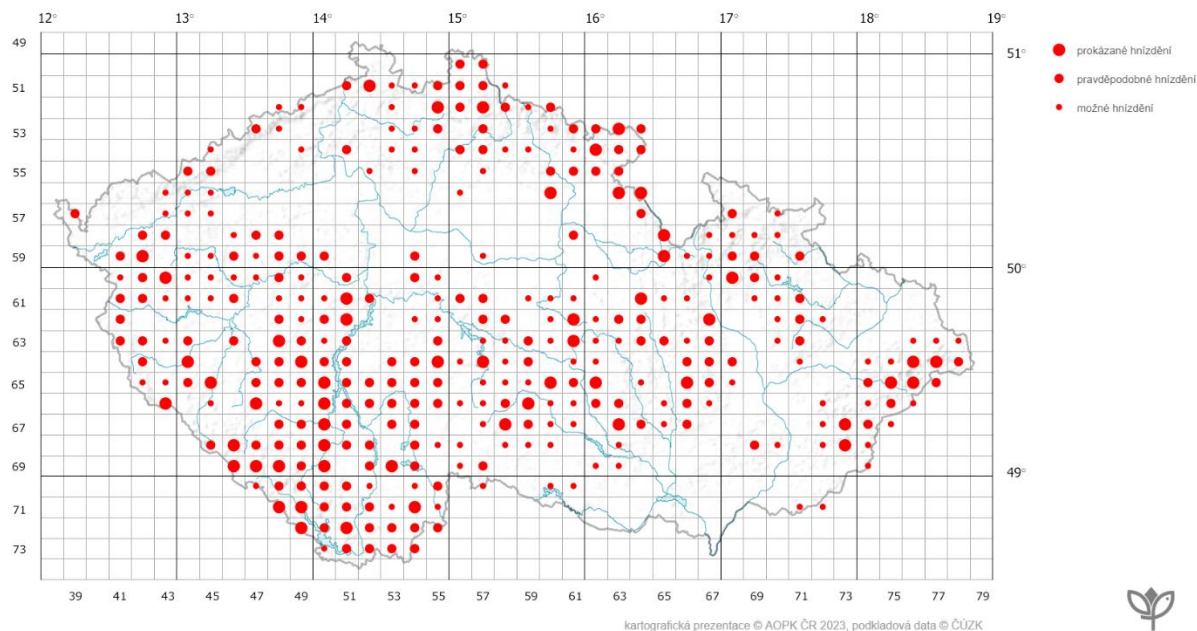 12° 13° 14° 15° 16° 17° 18° 19°
49
51°
prokázané hnízdění
51
pravděpodobné hnízdění
53
možné hnízdění
55
57
59
50°
61
63
65
67
69
49°
71
73
39 41 43 45 47 49 51 53 55 57 59 61 63 65 67 69 71 73 75 77 79
kartografická prezentace © AOPK ČR 2023, podkladová data © ČÚZK